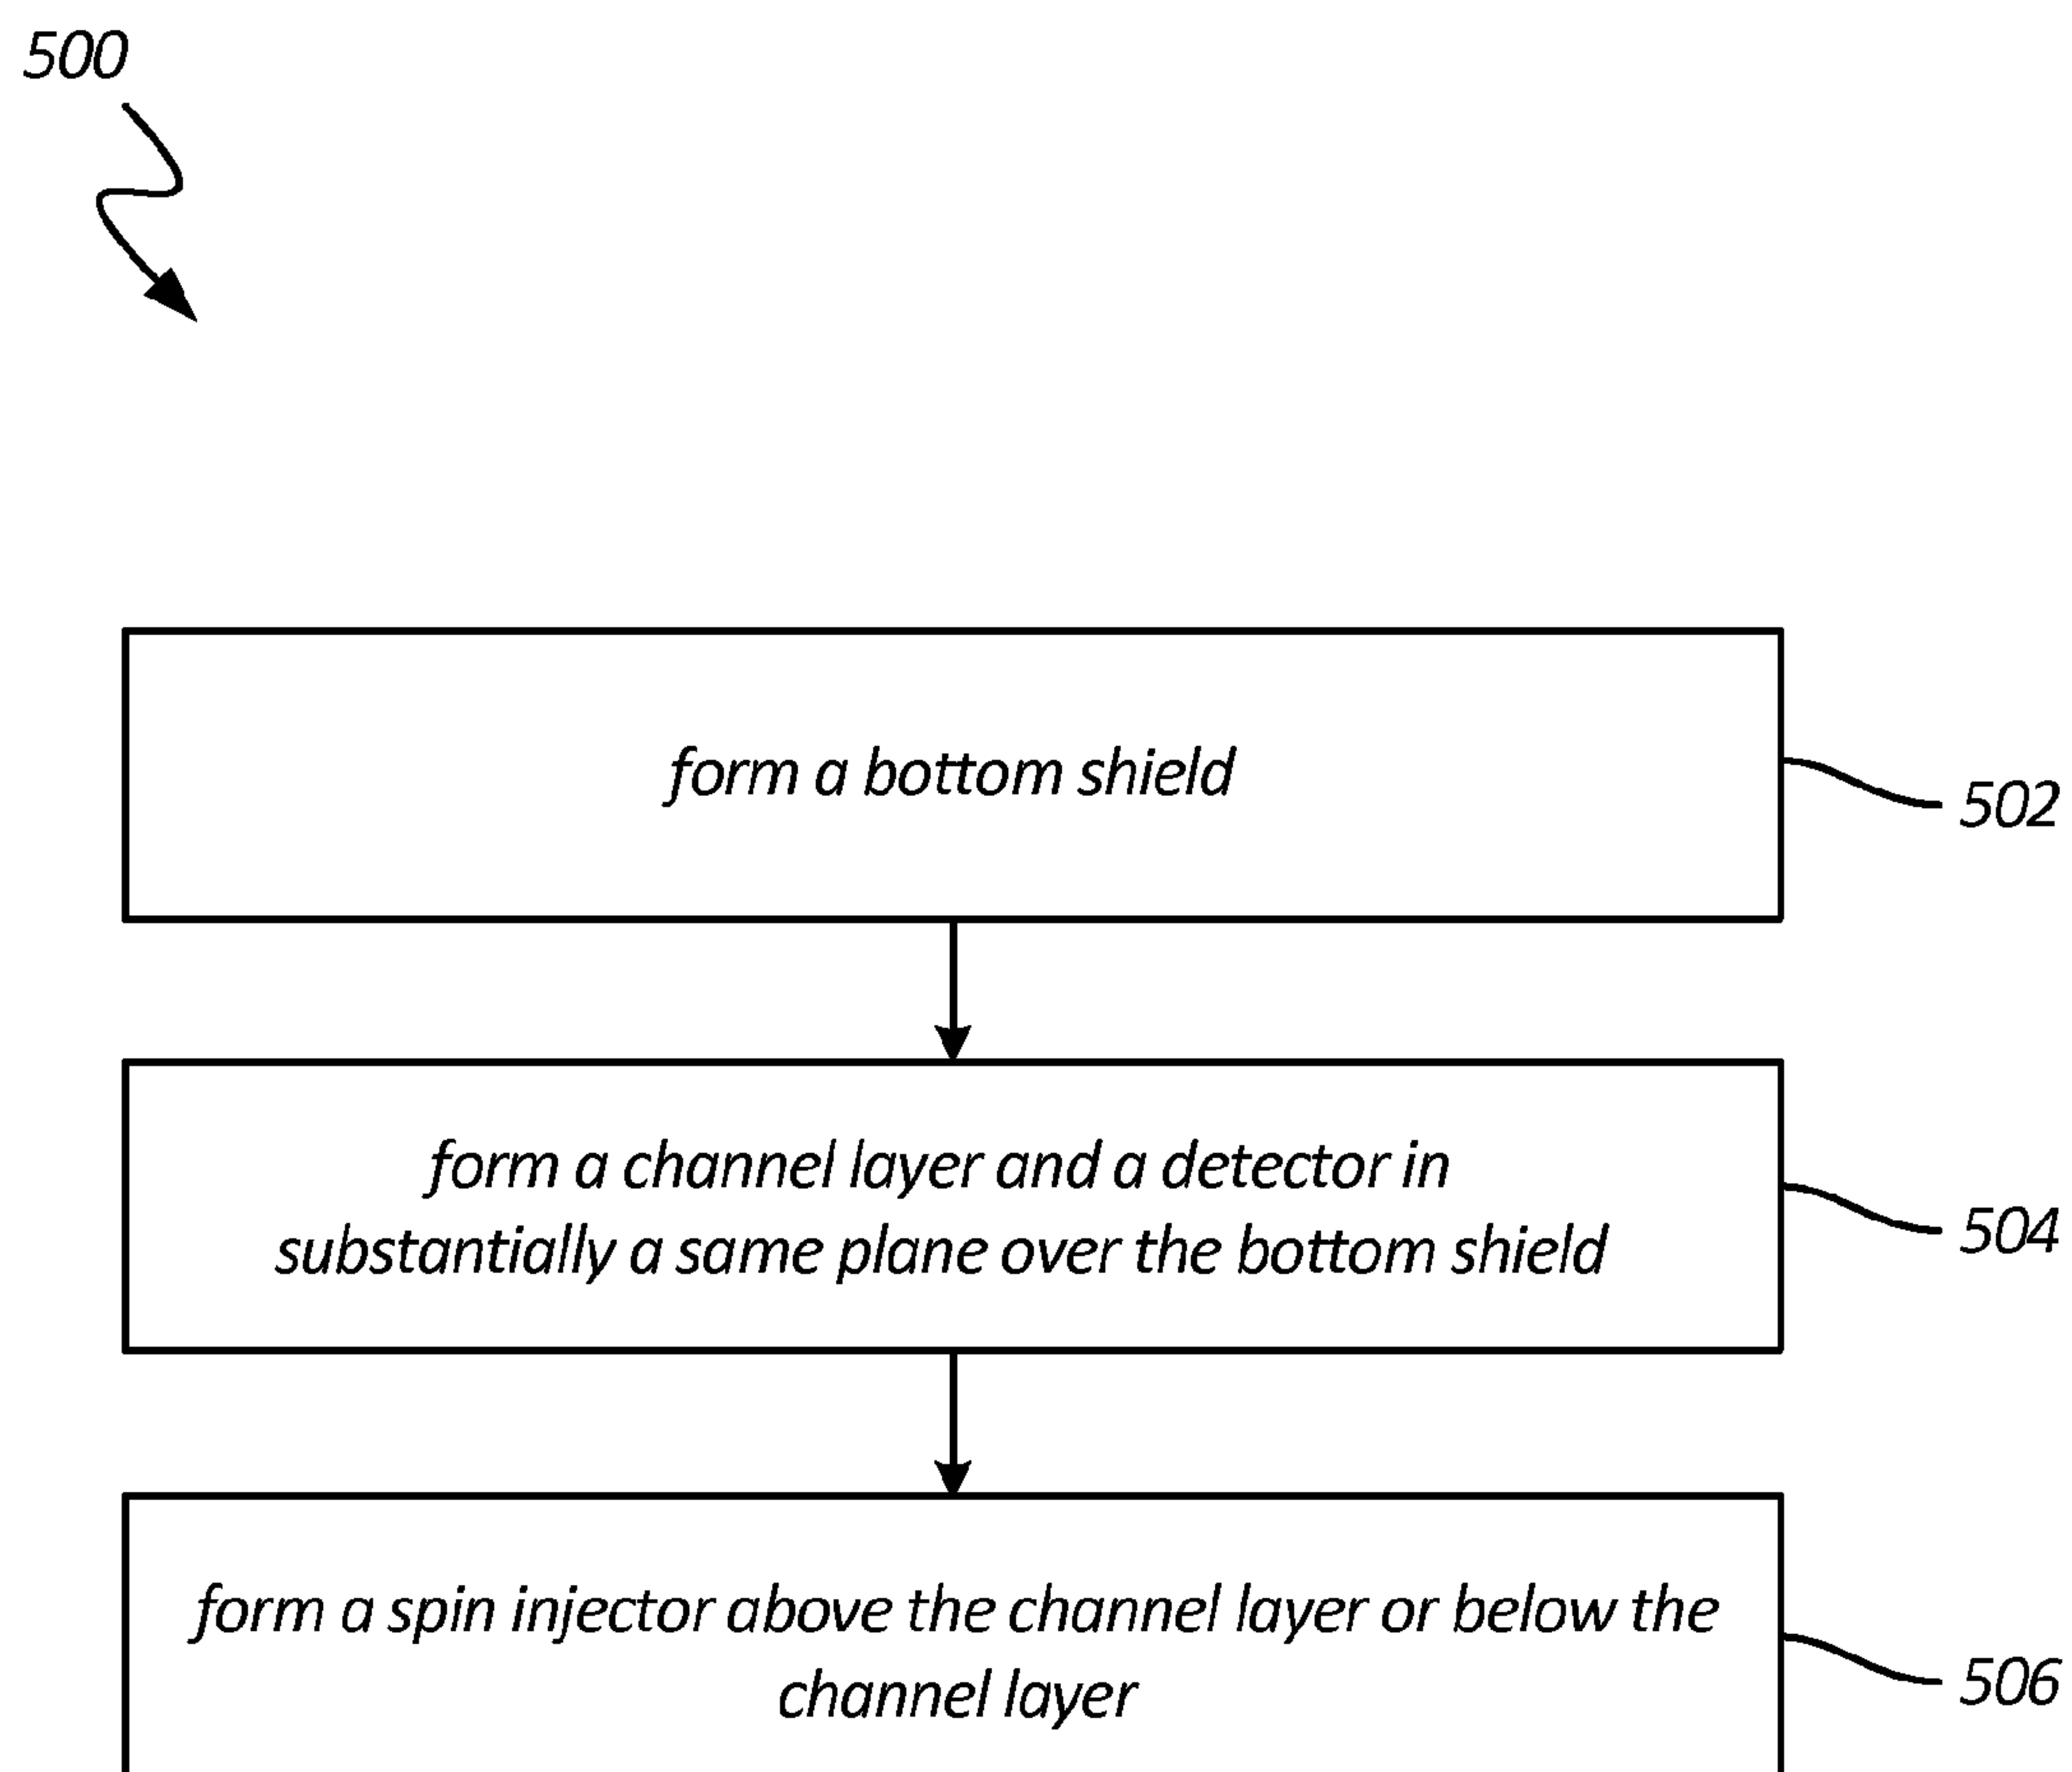 500
form a bottom shield
502
form a channel layer and a detector in
substantially a same plane over the bottom shield
504
form a spin injector above the channel layer or below the
channel layer
506